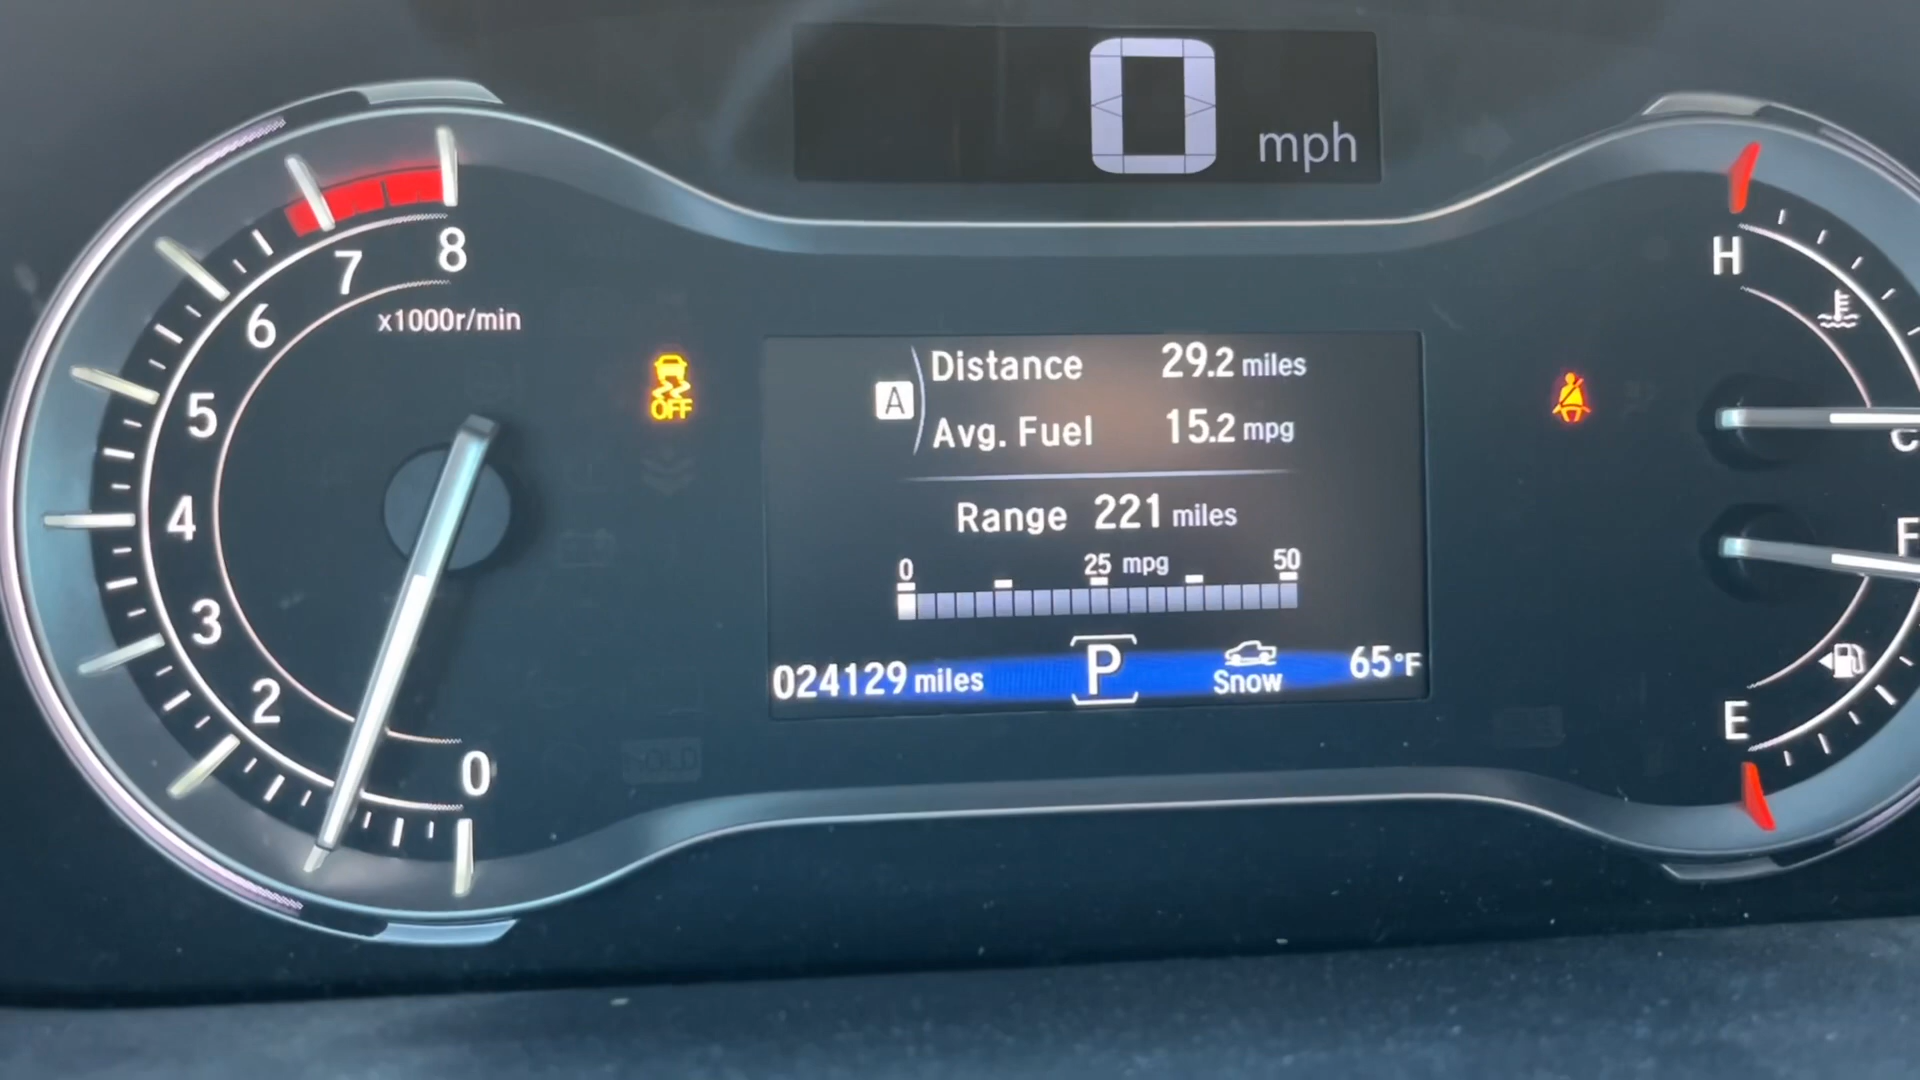 0 mph
8
7
6
5
4
3
2
0
x1000r/min
OFF
A
Distance 29.2 miles
Avg. Fuel 15.2 mpg
Range 221 miles
0 25 mpg 50
024129 miles P Snow 65°F
HOLD
H
C
F
E